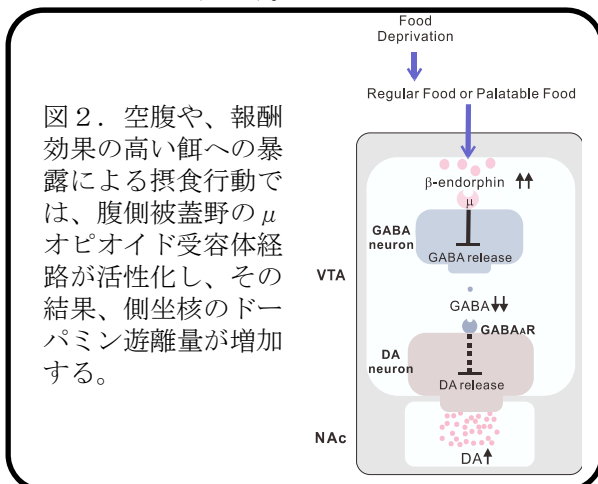 図２．空腹や、報酬
効果の高い餌への暴
露による摂食行動で
は、腹側被蓋野のμ
オピオイド受容体経
路が活性化し、その
結果、側坐核のドー
パミン遊離量が増加
する。
Food
Deprivation
Regular Food or Palatable Food
β-endorphin
μ
GABA
neuron
GABA release
VTA
GABA
GABAAR
DA
neuron
DA release
NAc
DA